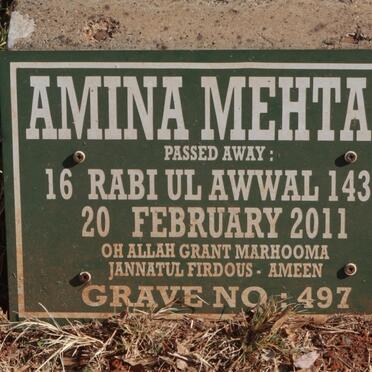 AMINA MEHTA
PASSED AWAY :
16 RABI UL AWWAL 143
20 FEBRUARY 2011
OH ALLAH GRANT MARHOOMA
JANNATUL FIRDOUS - AMEEN
GRAVE NO : 497